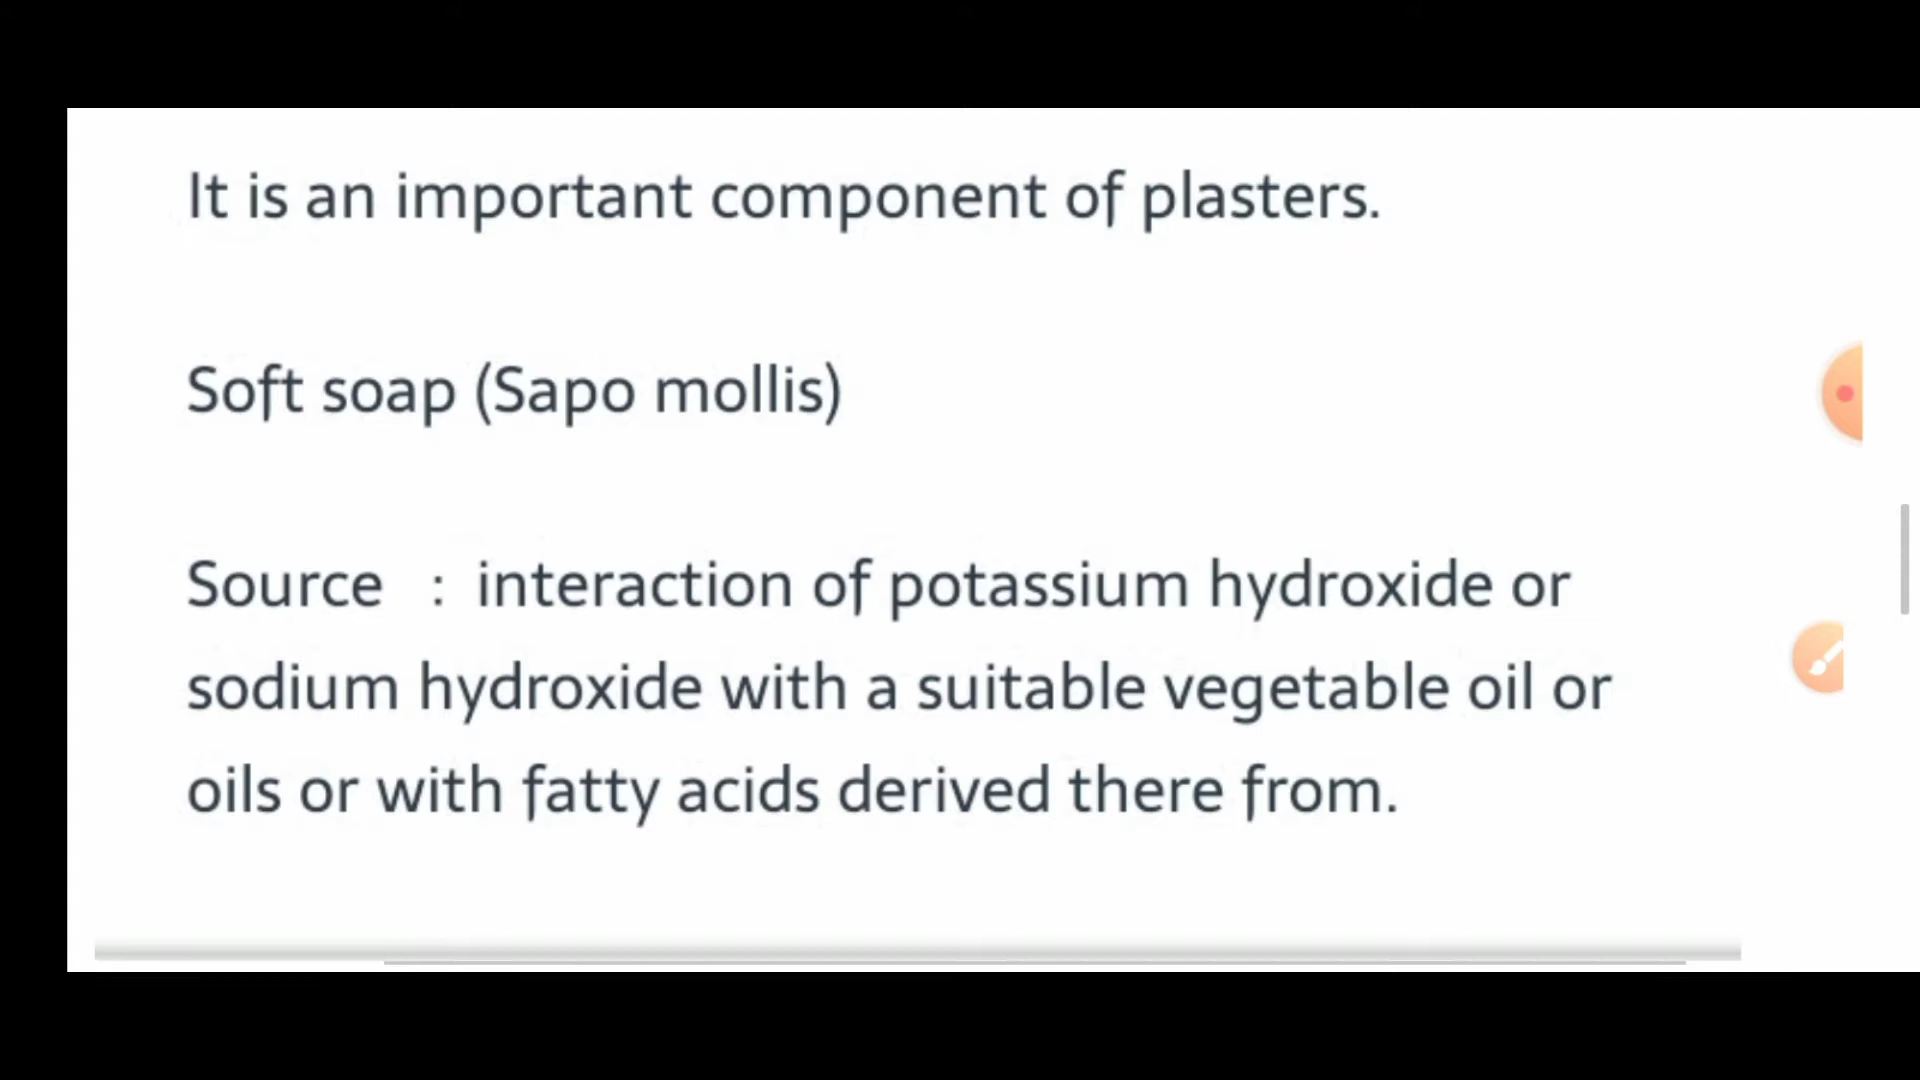 It is an important component of plasters.
Soft soap (Sapo mollis)
Source : interaction of potassium hydroxide or
sodium hydroxide with a suitable vegetable oil or
oils or with fatty acids derived there from.